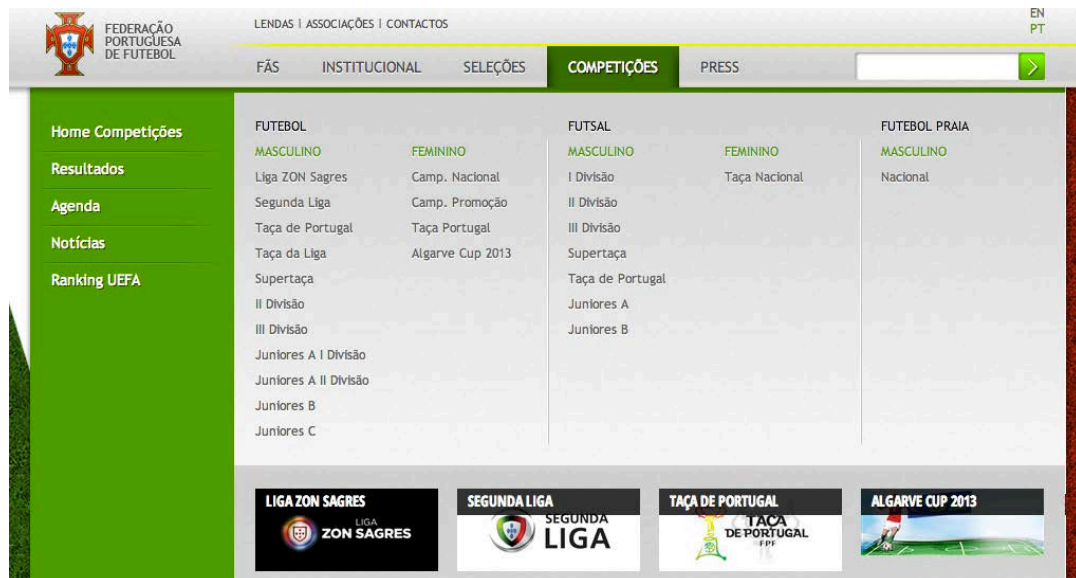 FEDERAÇÃO
PORTUGUESA
DE FUTEBOL
LENDAS | ASSOCIAÇÕES | CONTACTOS
EN
PT
FÃS INSTITUCIONAL SELEÇÕES COMPETIÇÕES PRESS
Home Competições
Resultados
Agenda
Notícias
Ranking UEFA
FUTEBOL
MASCULINO
Liga ZON Sagres
Segunda Liga
Taça de Portugal
Taça da Liga
Supertaça
II Divisão
III Divisão
Juniores A I Divisão
Juniores A II Divisão
Juniores B
Juniores C
FEMININO
Camp. Nacional
Camp. Promoção
Taça Portugal
Algarve Cup 2013
FUTSAL
MASCULINO
I Divisão
II Divisão
III Divisão
Supertaça
Taça de Portugal
Juniores A
Juniores B
FEMININO
Taça Nacional
FUTEBOL PRAIA
MASCULINO
Nacional
LIGA ZON SAGRES
LIGA
ZON SAGRES
SEGUNDA LIGA
SEGUNDA
LIGA
TAÇA DE PORTUGAL
TAÇA
DE PORTUGAL
FPF
ALGARVE CUP 2013